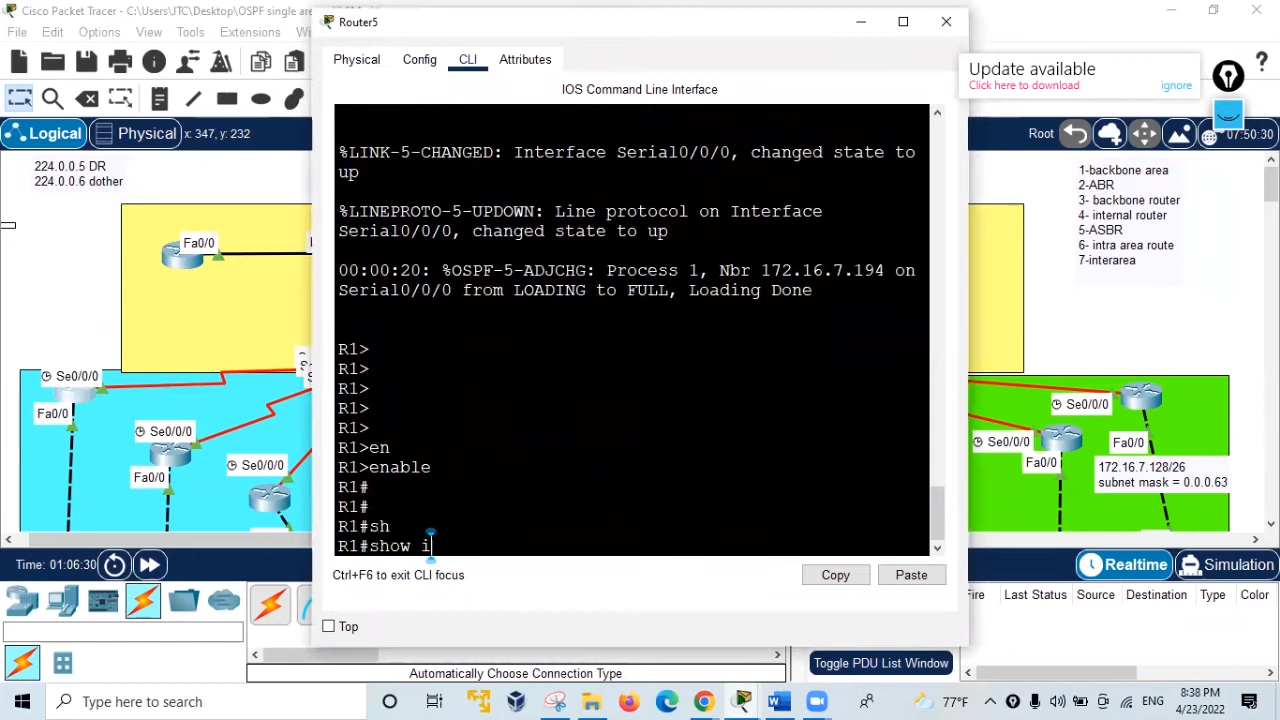 Cisco Packet Tracer - C:\Users\JTC\Desktop\OSPF single are
Router5
File Edit Options View Tools Extensions Wi
Physical Config CLI Attributes
Update available
Click here to download ignore
IOS Command Line Interface
Logical Physical x: 347, y: 232
Root 07:50:30
224.0.0.5 DR
224.0.0.6 dother
1-backbone area
2-ABR
3- backbone router
4- internal router
5-ASBR
6- intra area route
7-interarea
%LINK-5-CHANGED: Interface Serial0/0/0, changed state to
up
%LINEPROTO-5-UPDOWN: Line protocol on Interface
Serial0/0/0, changed state to up
00:00:20: %OSPF-5-ADJCHG: Process 1, Nbr 172.16.7.194 on
Serial0/0/0 from LOADING to FULL, Loading Done
R1>
R1>
R1>
R1>
R1>
R1>en
R1>enable
R1#
R1#
R1#sh
R1#show i
Fa0/0
Se0/0/0
Fa0/0
Se0/0/0
Fa0/0
Se0/0/0
Se0/0/0
Fa0/0
Se0/0/0
Fa0/0
172.16.7.128/26
subnet mask = 0.0.0.63
Ctrl+F6 to exit CLI focus
Copy Paste
Top
Time: 01:06:30
Realtime Simulation
Fire Last Status Source Destination Type Color
Automatically Choose Connection Type
Toggle PDU List Window
Type here to search
77°F
ENG
8:38 PM
4/23/2022